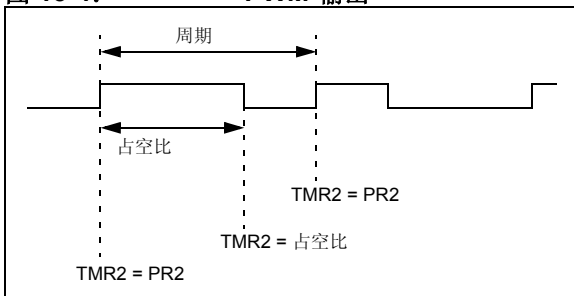 周期
占空比
TMR2 = PR2
TMR2 = 占空比
TMR2 = PR2